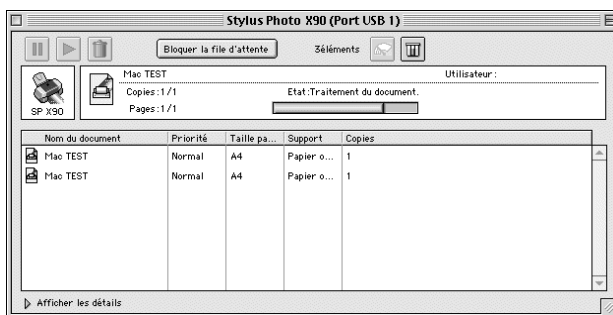 Stylus Photo X90 (Port USB 1)
Bloquer la file d'attente
3éléments
SP X90
Mac TEST
Utilisateur :
Copies:1/1
Etat:Traitement du document.
Pages:1/1
Nom du document Priorité Taille pa... Support Copies
Mac TEST Normal A4 Papier o... 1
Mac TEST Normal A4 Papier o... 1
Afficher les détails